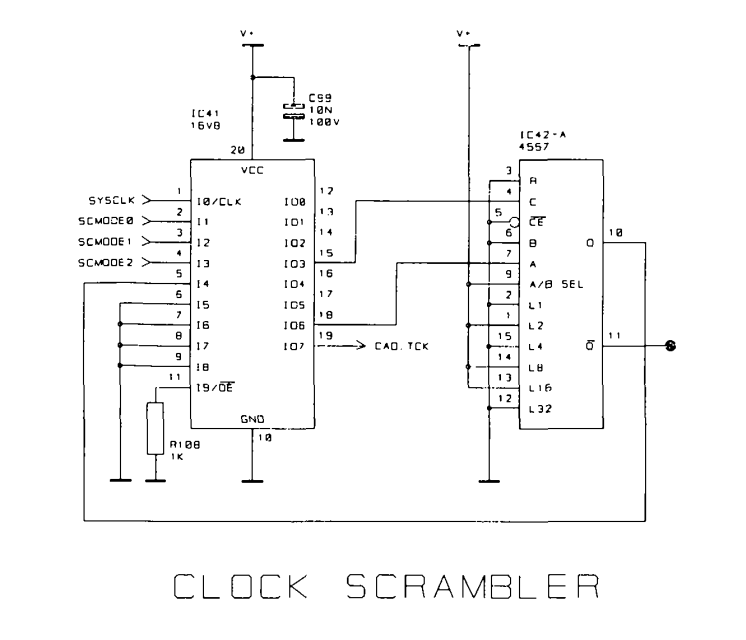 V+
V+
C99
10N
100V
IC41
16V8
IC42-A
4557
20
VCC
SYSCLK
1
I0/CLK
IO0
12
SCMODE0
2
I1
IO1
13
SCMODE1
3
I2
IO2
14
SCMODE2
4
I3
IO3
15
5
I4
IO4
16
6
I5
IO5
17
7
I6
IO6
18
8
I7
IO7
19
CAD.TCK
9
I8
11
I9/OE
GND
10
R108
1K
3
R
4
C
5
CE
6
B
Q
10
7
A
9
A/B SEL
2
L1
1
L2
15
L4
Q
11
14
L8
13
L16
12
L32
CLOCK SCRAMBLER